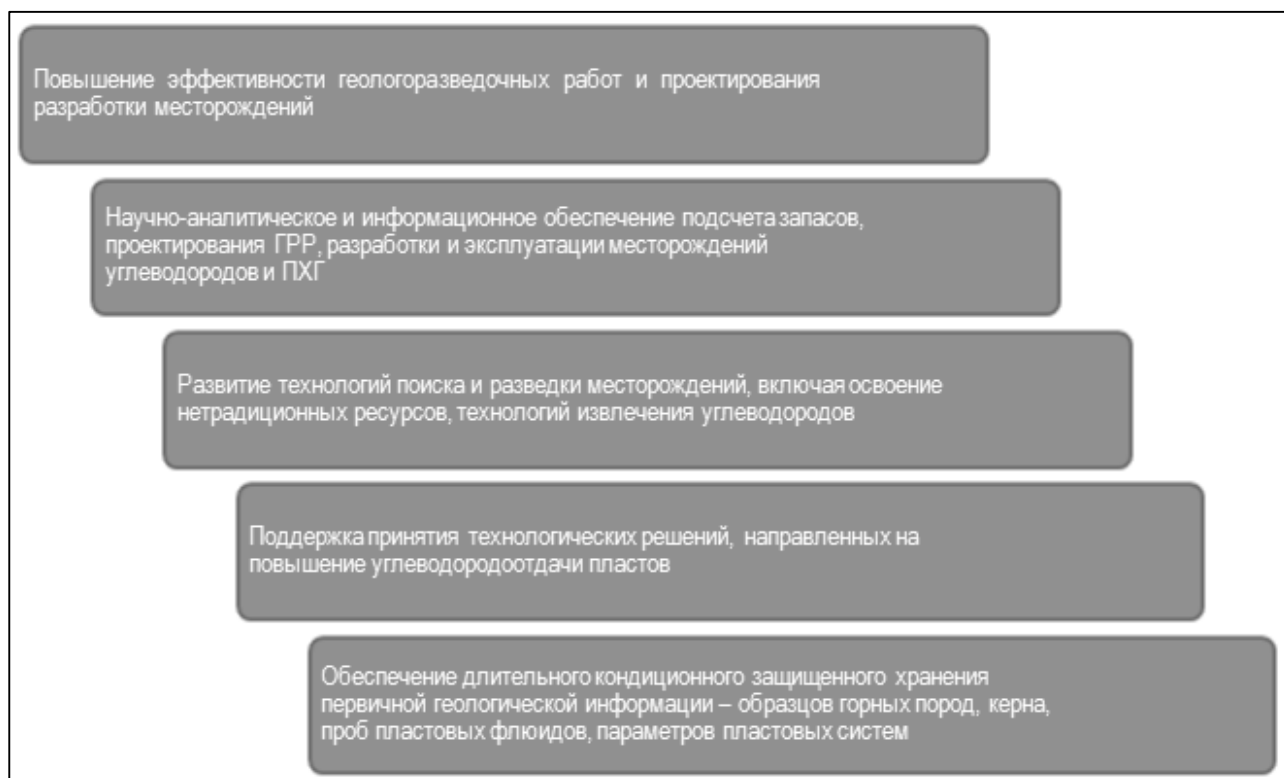 Повышение эффективности геологоразведочных работ и проектирования
разработки месторождений
Научно-аналитическое и информационное обеспечение подсчета запасов,
проектирования ГРР, разработки и эксплуатации месторождений
углеводородов и ПХГ
Развитие технологий поиска и разведки месторождений, включая освоение
нетрадиционных ресурсов, технологий извлечения углеводородов
Поддержка принятия технологических решений, направленных на
повышение углеводородоотдачи пластов
Обеспечение длительного кондиционного защищенного хранения
первичной геологической информации – образцов горных пород, керна,
проб пластовых флюидов, параметров пластовых систем